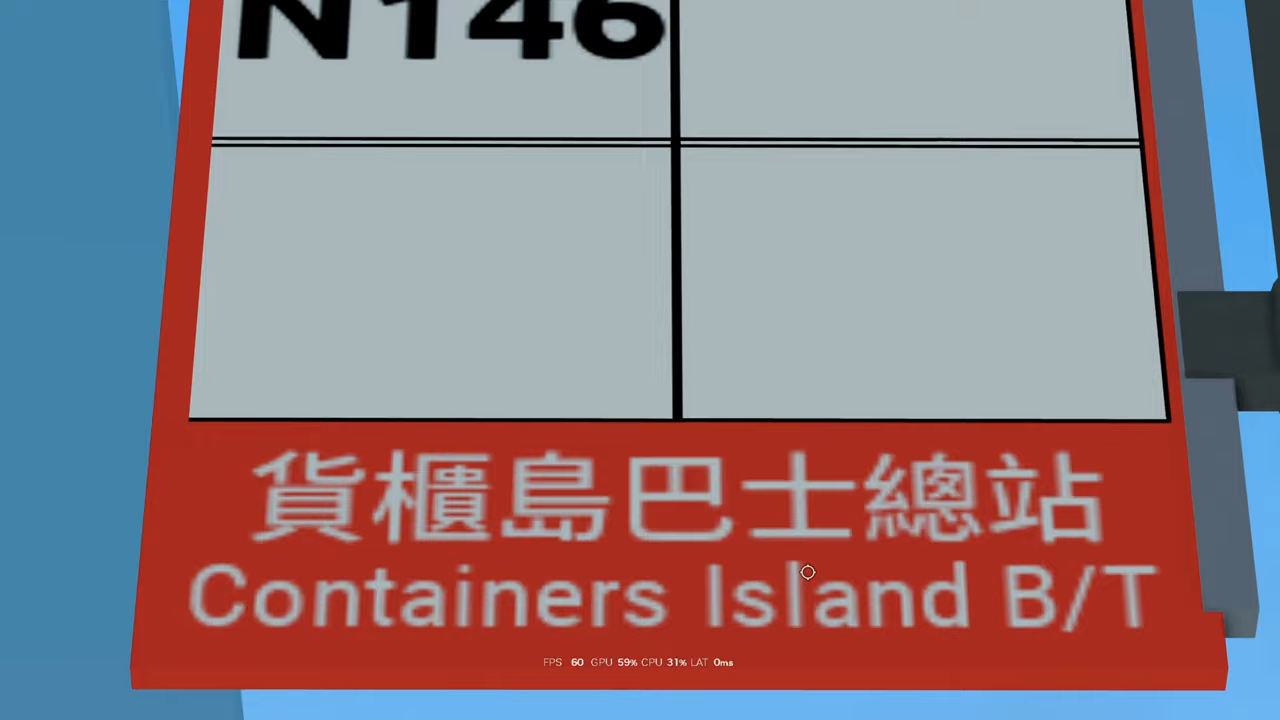 N146
貨櫃島巴士總站
Containers Island B/T
FPS 60 GPU 59% CPU 31% LAT 0ms